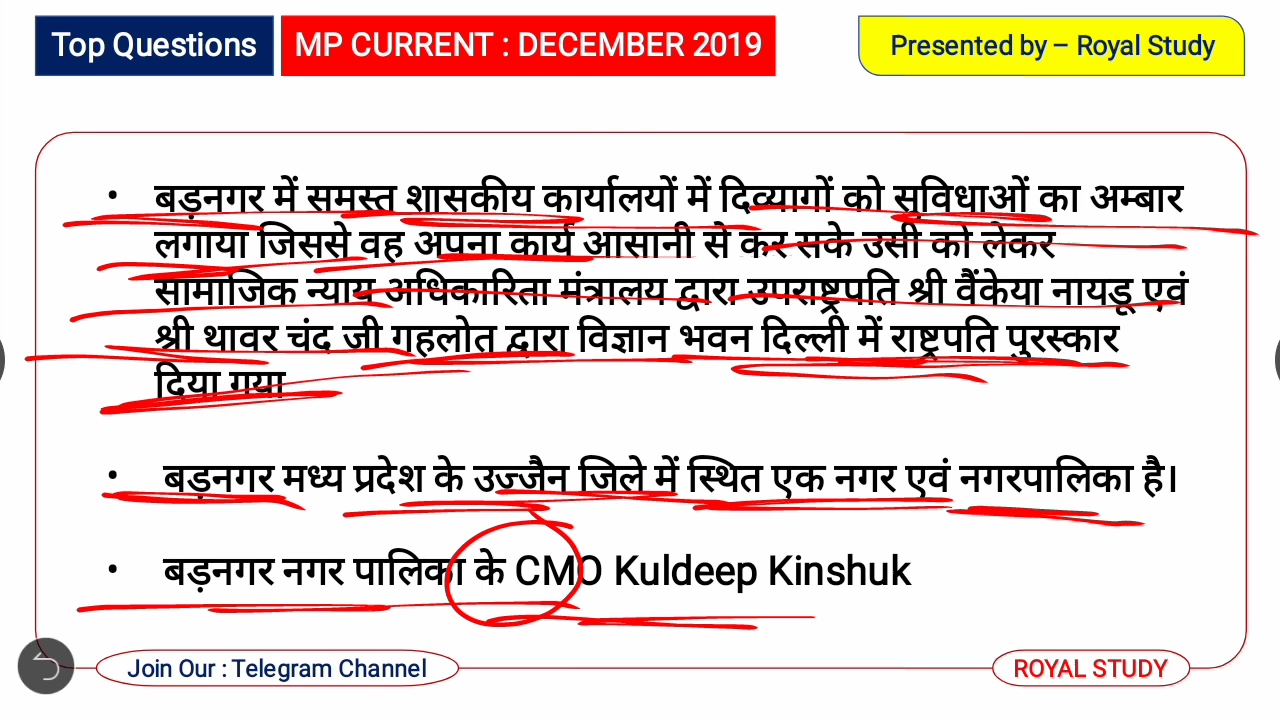 Top Questions MP CURRENT : DECEMBER 2019 Presented by – Royal Study
• बड़नगर में समस्त शासकीय कार्यालयों में दिव्यागों को सुविधाओं का अम्बार
लगाया जिससे वह अपना कार्य आसानी से कर सके उसी को लेकर
सामाजिक न्याय अधिकारिता मंत्रालय द्वारा उपराष्ट्रपति श्री वैंकेया नायडू एवं
श्री थावर चंद जी गहलोत द्वारा विज्ञान भवन दिल्ली में राष्ट्रपति पुरस्कार
दिया गया
• बड़नगर मध्य प्रदेश के उज्जैन जिले में स्थित एक नगर एवं नगरपालिका है।
• बड़नगर नगर पालिका के CMO Kuldeep Kinshuk
Join Our : Telegram Channel ROYAL STUDY